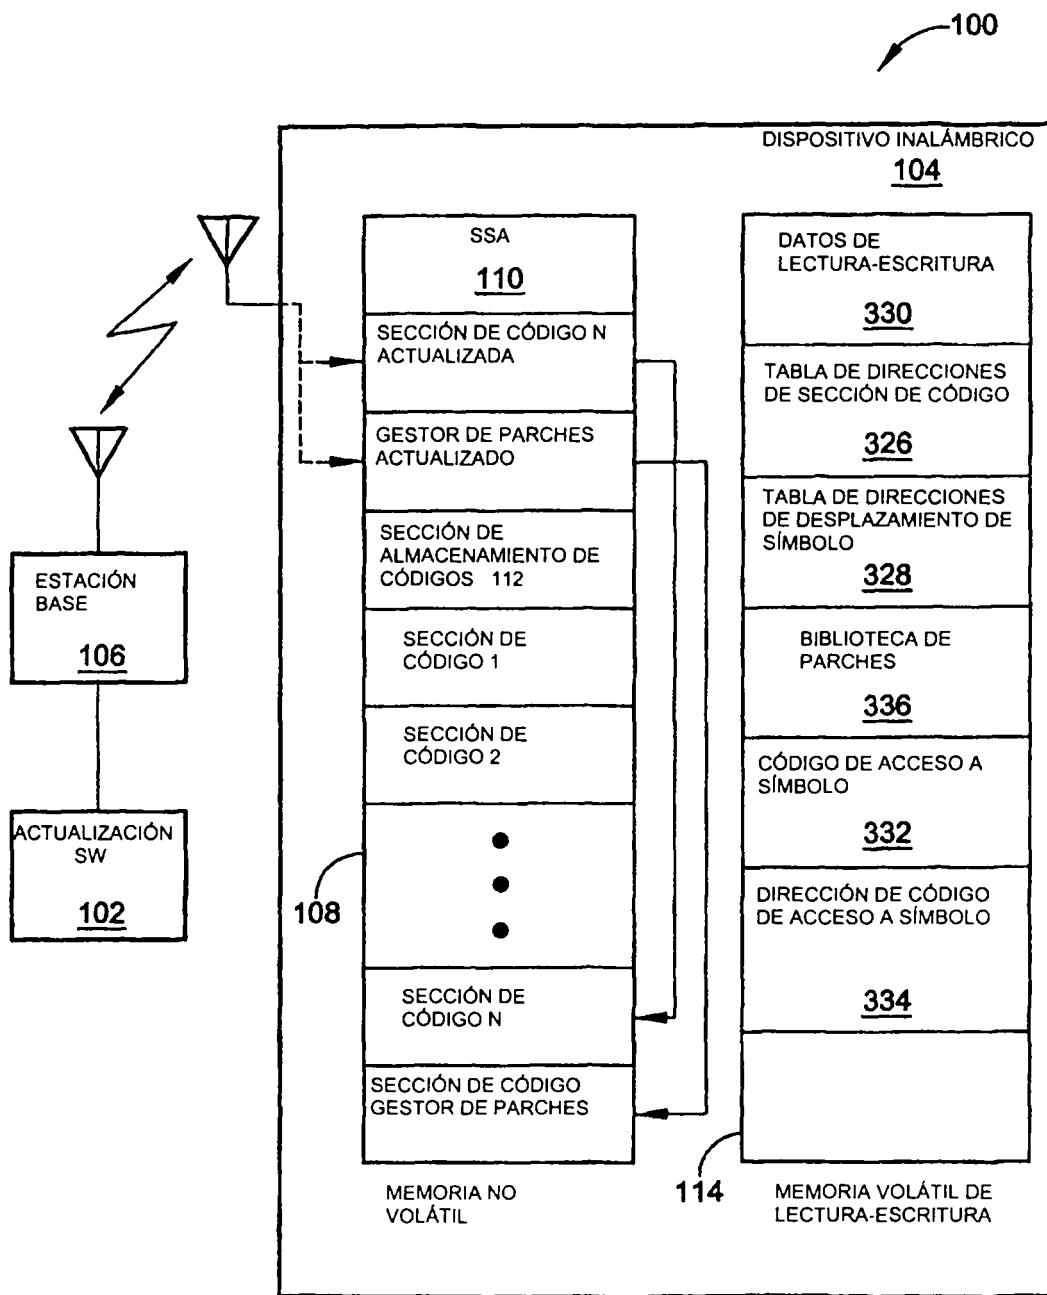 100
DISPOSITIVO INALÁMBRICO
104
SSA
110
SECCIÓN DE CÓDIGO N
ACTUALIZADA
GESTOR DE PARCHES
ACTUALIZADO
SECCIÓN DE
ALMACENAMIENTO DE
CÓDIGOS 112
SECCIÓN DE
CÓDIGO 1
SECCIÓN DE
CÓDIGO 2
108
SECCIÓN DE
CÓDIGO N
SECCIÓN DE CÓDIGO
GESTOR DE PARCHES
MEMORIA NO
VOLÁTIL
DATOS DE
LECTURA-ESCRITURA
330
TABLA DE DIRECCIONES
DE SECCIÓN DE CÓDIGO
326
TABLA DE DIRECCIONES
DE DESPLAZAMIENTO DE
SÍMBOLO
328
BIBLIOTECA DE
PARCHES
336
CÓDIGO DE ACCESO A
SÍMBOLO
332
DIRECCIÓN DE CÓDIGO
DE ACCESO A SÍMBOLO
334
114
MEMORIA VOLÁTIL DE
LECTURA-ESCRITURA
ESTACIÓN
BASE
106
ACTUALIZACIÓN
SW
102